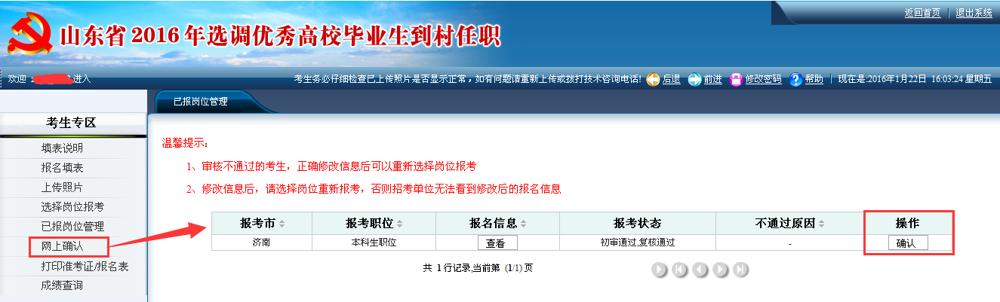 返回首页 | 退出系统
山东省2016年选调优秀高校毕业生到村任职
欢迎 进入
考生务必仔细检查已上传照片是否显示正常，如有问题请重新上传或拨打技术咨询电话! 后退 前进 修改密码 帮助 | 现在是:2016年1月22日 16:03:24 星期五
已报岗位管理
考生专区
填表说明
报名填表
上传照片
选择岗位报考
已报岗位管理
网上确认
打印准考证/报名表
成绩查询
温馨提示：
1、审核不通过的考生，正确修改信息后可以重新选择岗位报考
2、修改信息后，请选择岗位重新报考，否则招考单位无法看到修改后的报名信息
报考市 报考职位 报名信息 报考状态 不通过原因 操作
济南 本科生职位 查看 初审通过,复核通过 - 确认
共 1 行记录,当前第 (1/1) 页